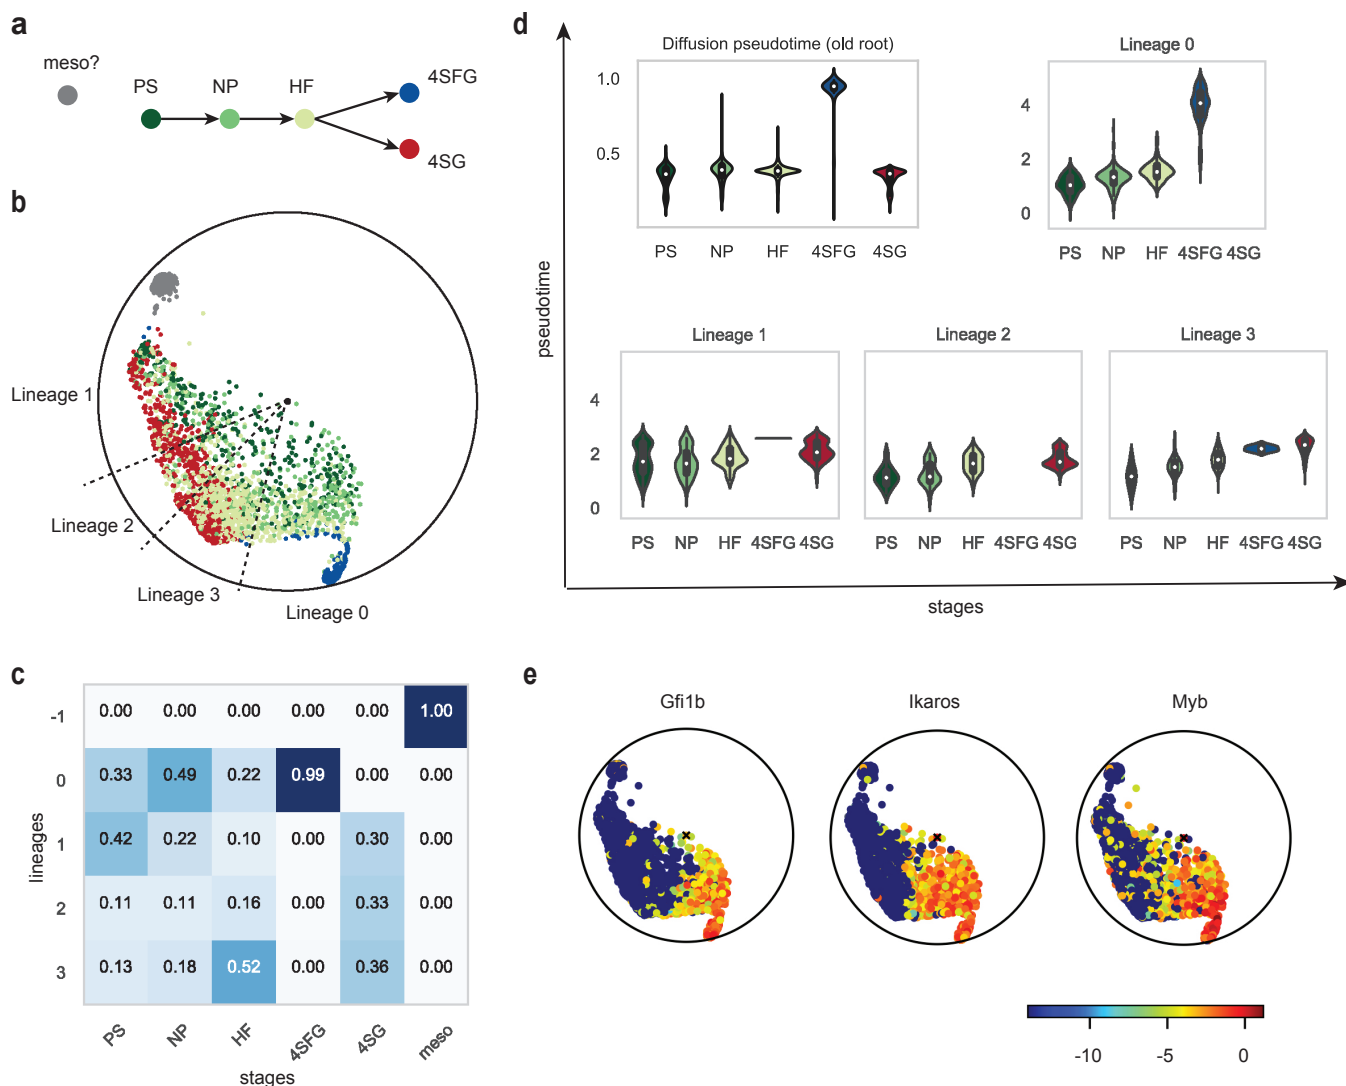 a
meso?
PS
NP
HF
4SFG
4SG
b
Lineage 1
Lineage 2
Lineage 3
Lineage 0
c
lineages
-1 0.00 0.00 0.00 0.00 0.00 1.00
0 0.33 0.49 0.22 0.99 0.00 0.00
1 0.42 0.22 0.10 0.00 0.30 0.00
2 0.11 0.11 0.16 0.00 0.33 0.00
3 0.13 0.18 0.52 0.00 0.36 0.00
PS NP HF 4SFG 4SG meso
stages
d
pseudotime
Diffusion pseudotime (old root)
1.0
0.5
PS NP HF 4SFG 4SG
Lineage 0
4
2
0
PS NP HF 4SFG 4SG
Lineage 1
4
2
0
PS NP HF 4SFG 4SG
Lineage 2
PS NP HF 4SFG 4SG
Lineage 3
PS NP HF 4SFG 4SG
stages
e
Gfi1b
Ikaros
Myb
-10 -5 0